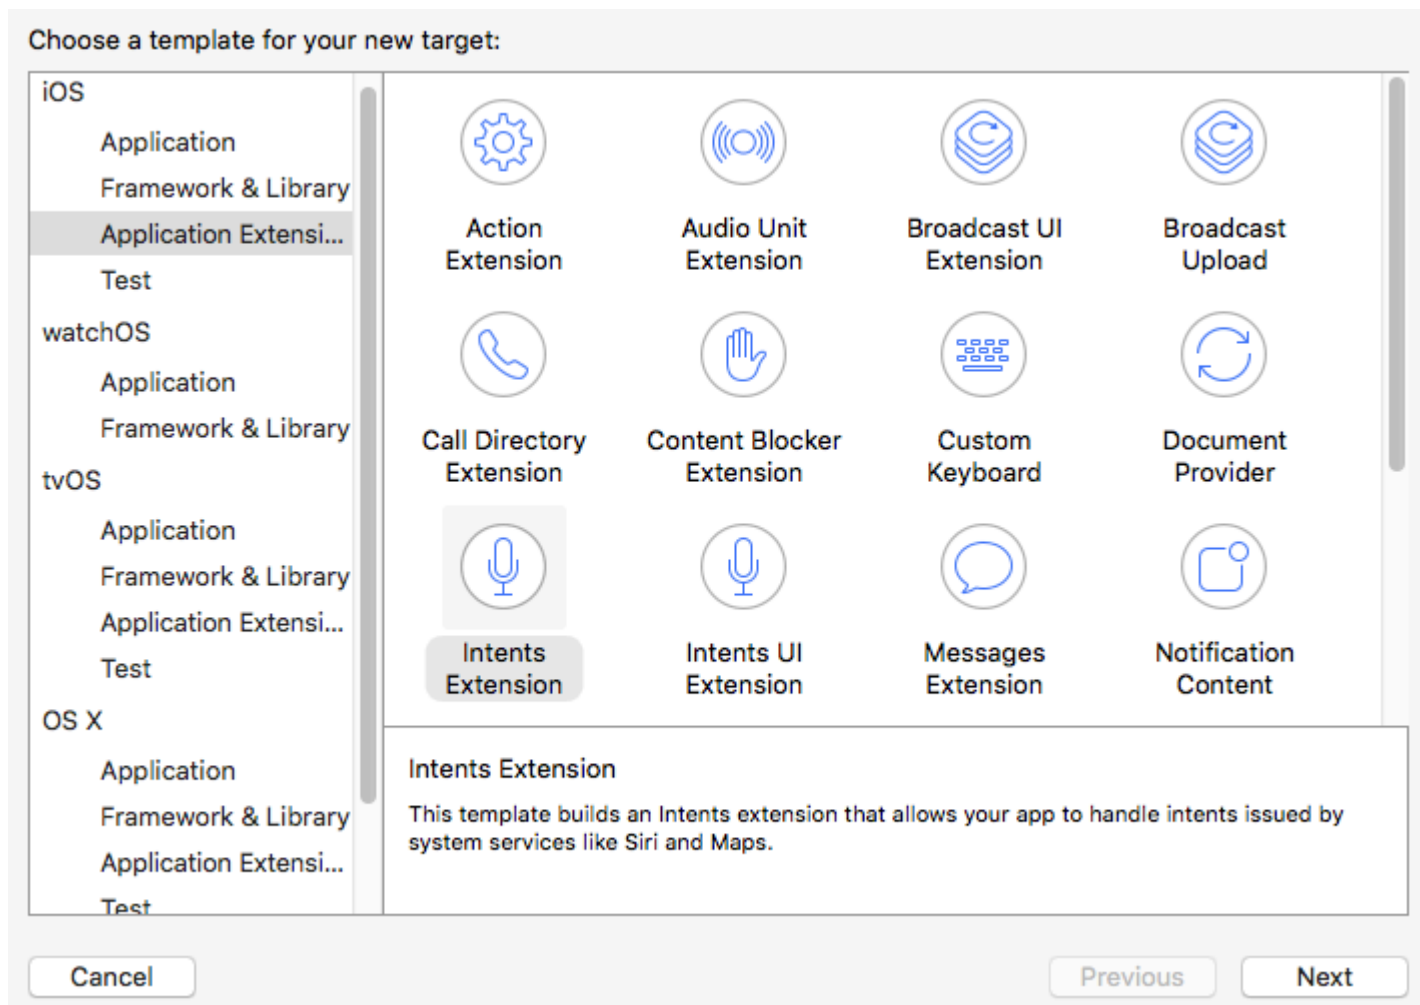 Choose a template for your new target:
iOS
Application
Framework & Library
Application Extensi...
Test
watchOS
Application
Framework & Library
tvOS
Application
Framework & Library
Application Extensi...
Test
OS X
Application
Framework & Library
Application Extensi...
Test
Action
Extension
Audio Unit
Extension
Broadcast UI
Extension
Broadcast
Upload
Call Directory
Extension
Content Blocker
Extension
Custom
Keyboard
Document
Provider
Intents
Extension
Intents UI
Extension
Messages
Extension
Notification
Content
Intents Extension
This template builds an Intents extension that allows your app to handle intents issued by
system services like Siri and Maps.
Cancel
Previous
Next